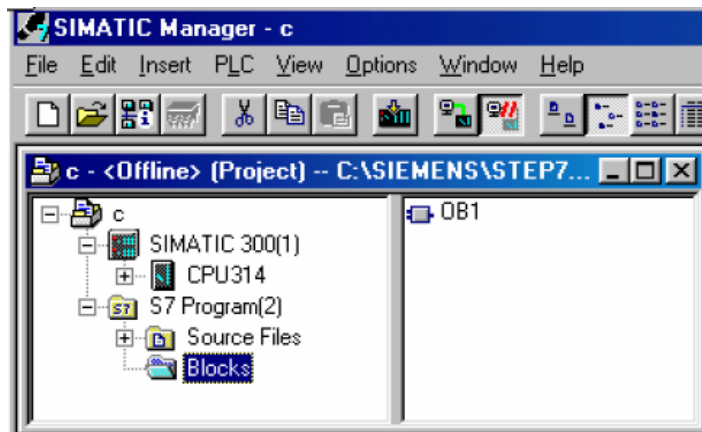 SIMATIC Manager - c
File Edit Insert PLC View Options Window Help
c - <Offline> (Project) -- C:\SIEMENS\STEP7...
c
SIMATIC 300(1)
CPU314
S7 Program(2)
Source Files
Blocks
OB1